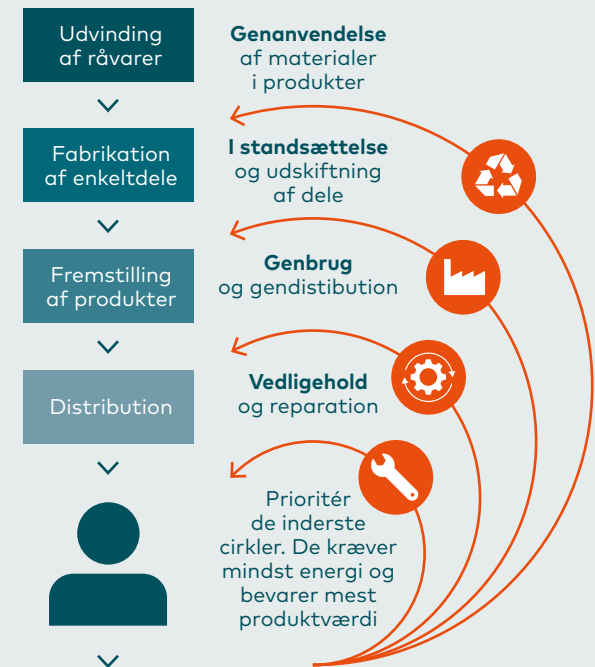 Udvinding
af råvarer
Genanvendelse
af materialer
i produkter
Fabrikation
af enkeltdele
I standsættelse
og udskiftning
af dele
Fremstilling
af produkter
Genbrug
og gendistibution
Distribution
Vedligehold
og reparation
Prioritér
de inderste
cirkler. De kræver
mindst energi og
bevarer mest
produktværdi